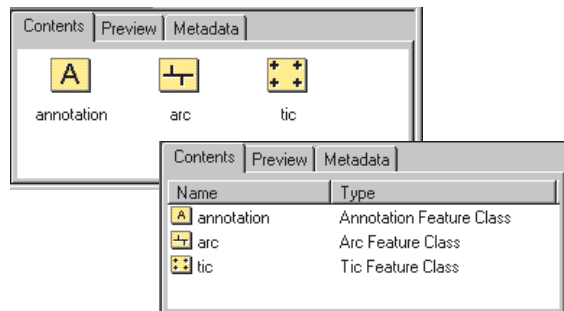 Contents Preview Metadata
A
annotation arc tic
Contents Preview Metadata
Name Type
A annotation Annotation Feature Class
arc Arc Feature Class
tic Tic Feature Class